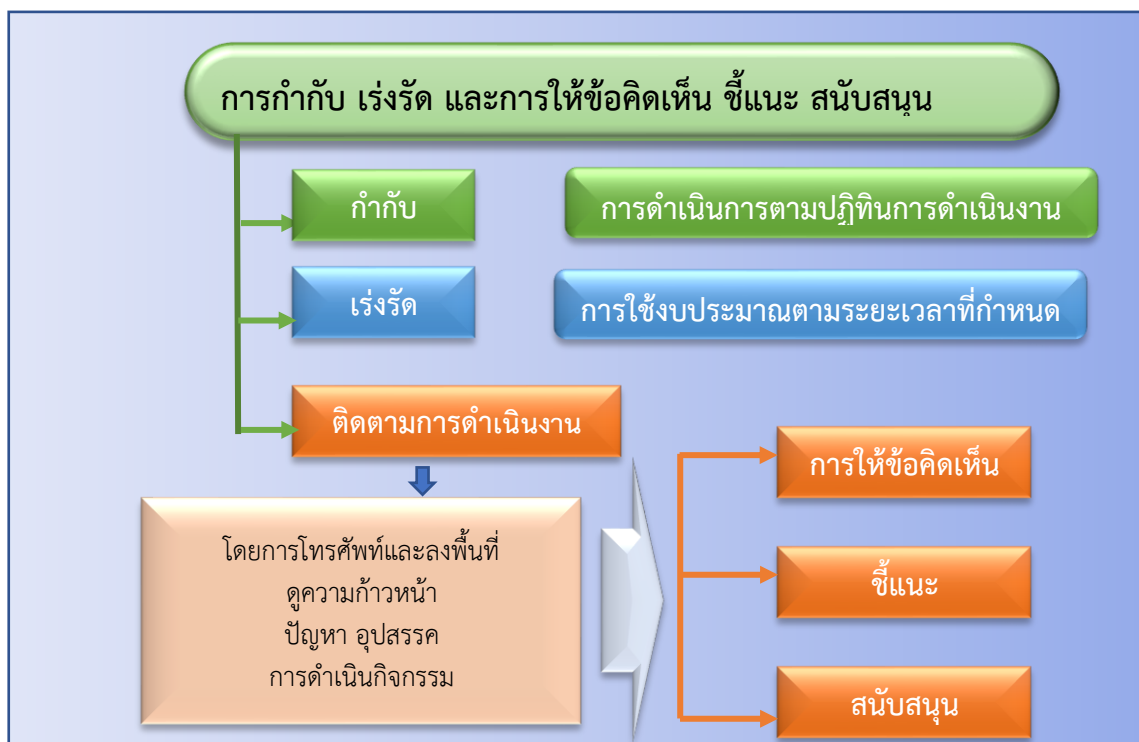 การกำกับ เร่งรัด และการให้ข้อคิดเห็น ชี้แนะ สนับสนุน
กำกับ
การดำเนินการตามปฏิทินการดำเนินงาน
เร่งรัด
การใช้งบประมาณตามระยะเวลาที่กำหนด
ติดตามการดำเนินงาน
โดยการโทรศัพท์และลงพื้นที่
ดูความก้าวหน้า
ปัญหา อุปสรรค
การดำเนินกิจกรรม
การให้ข้อคิดเห็น
ชี้แนะ
สนับสนุน